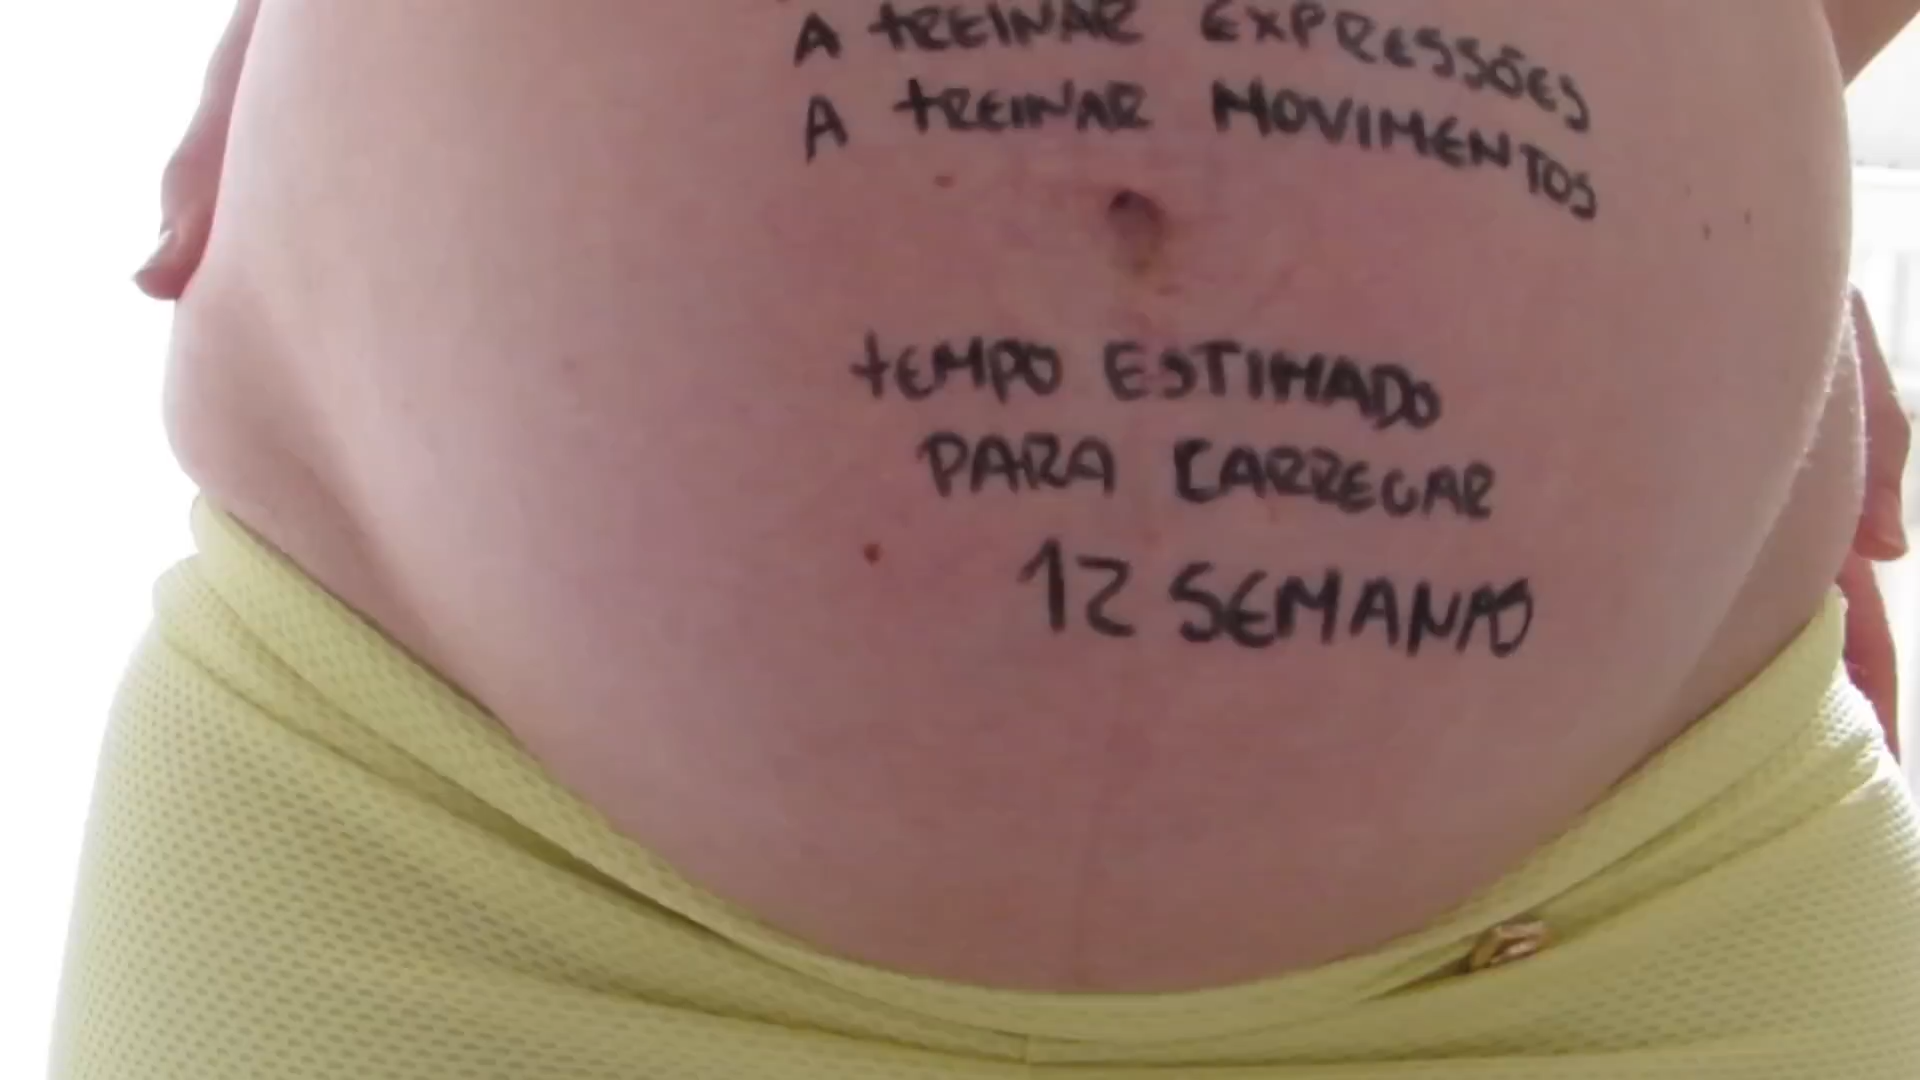 A tREINAR EXPRESSÕES
A tREINAR MOVIMENTOS
tEMPO ESTIMADO
PARA CARREGAR
12 SEMANAS